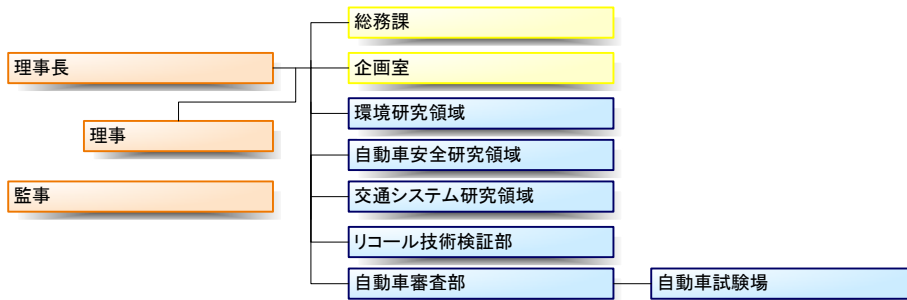 総務課
理事長
企画室
環境研究領域
理事
自動車安全研究領域
監事
交通システム研究領域
リコール技術検証部
自動車審査部
自動車試験場